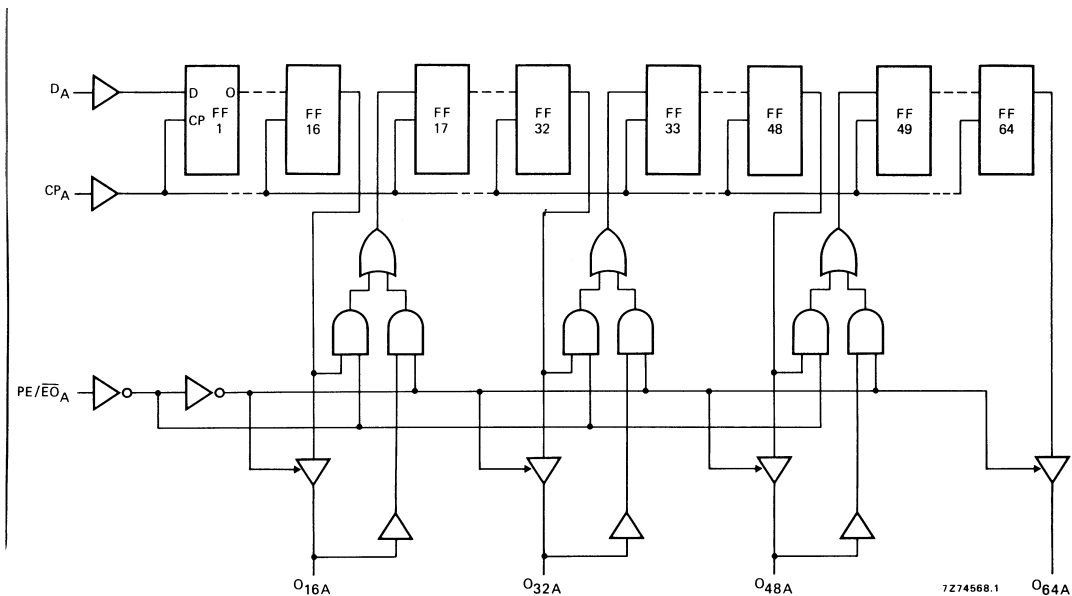 DA
D O
CP FF
1
FF
16
FF
17
FF
32
FF
33
FF
48
FF
49
FF
64
CPA
PE/E̅O̅A
O16A
O32A
O48A
7Z74568.1
O64A